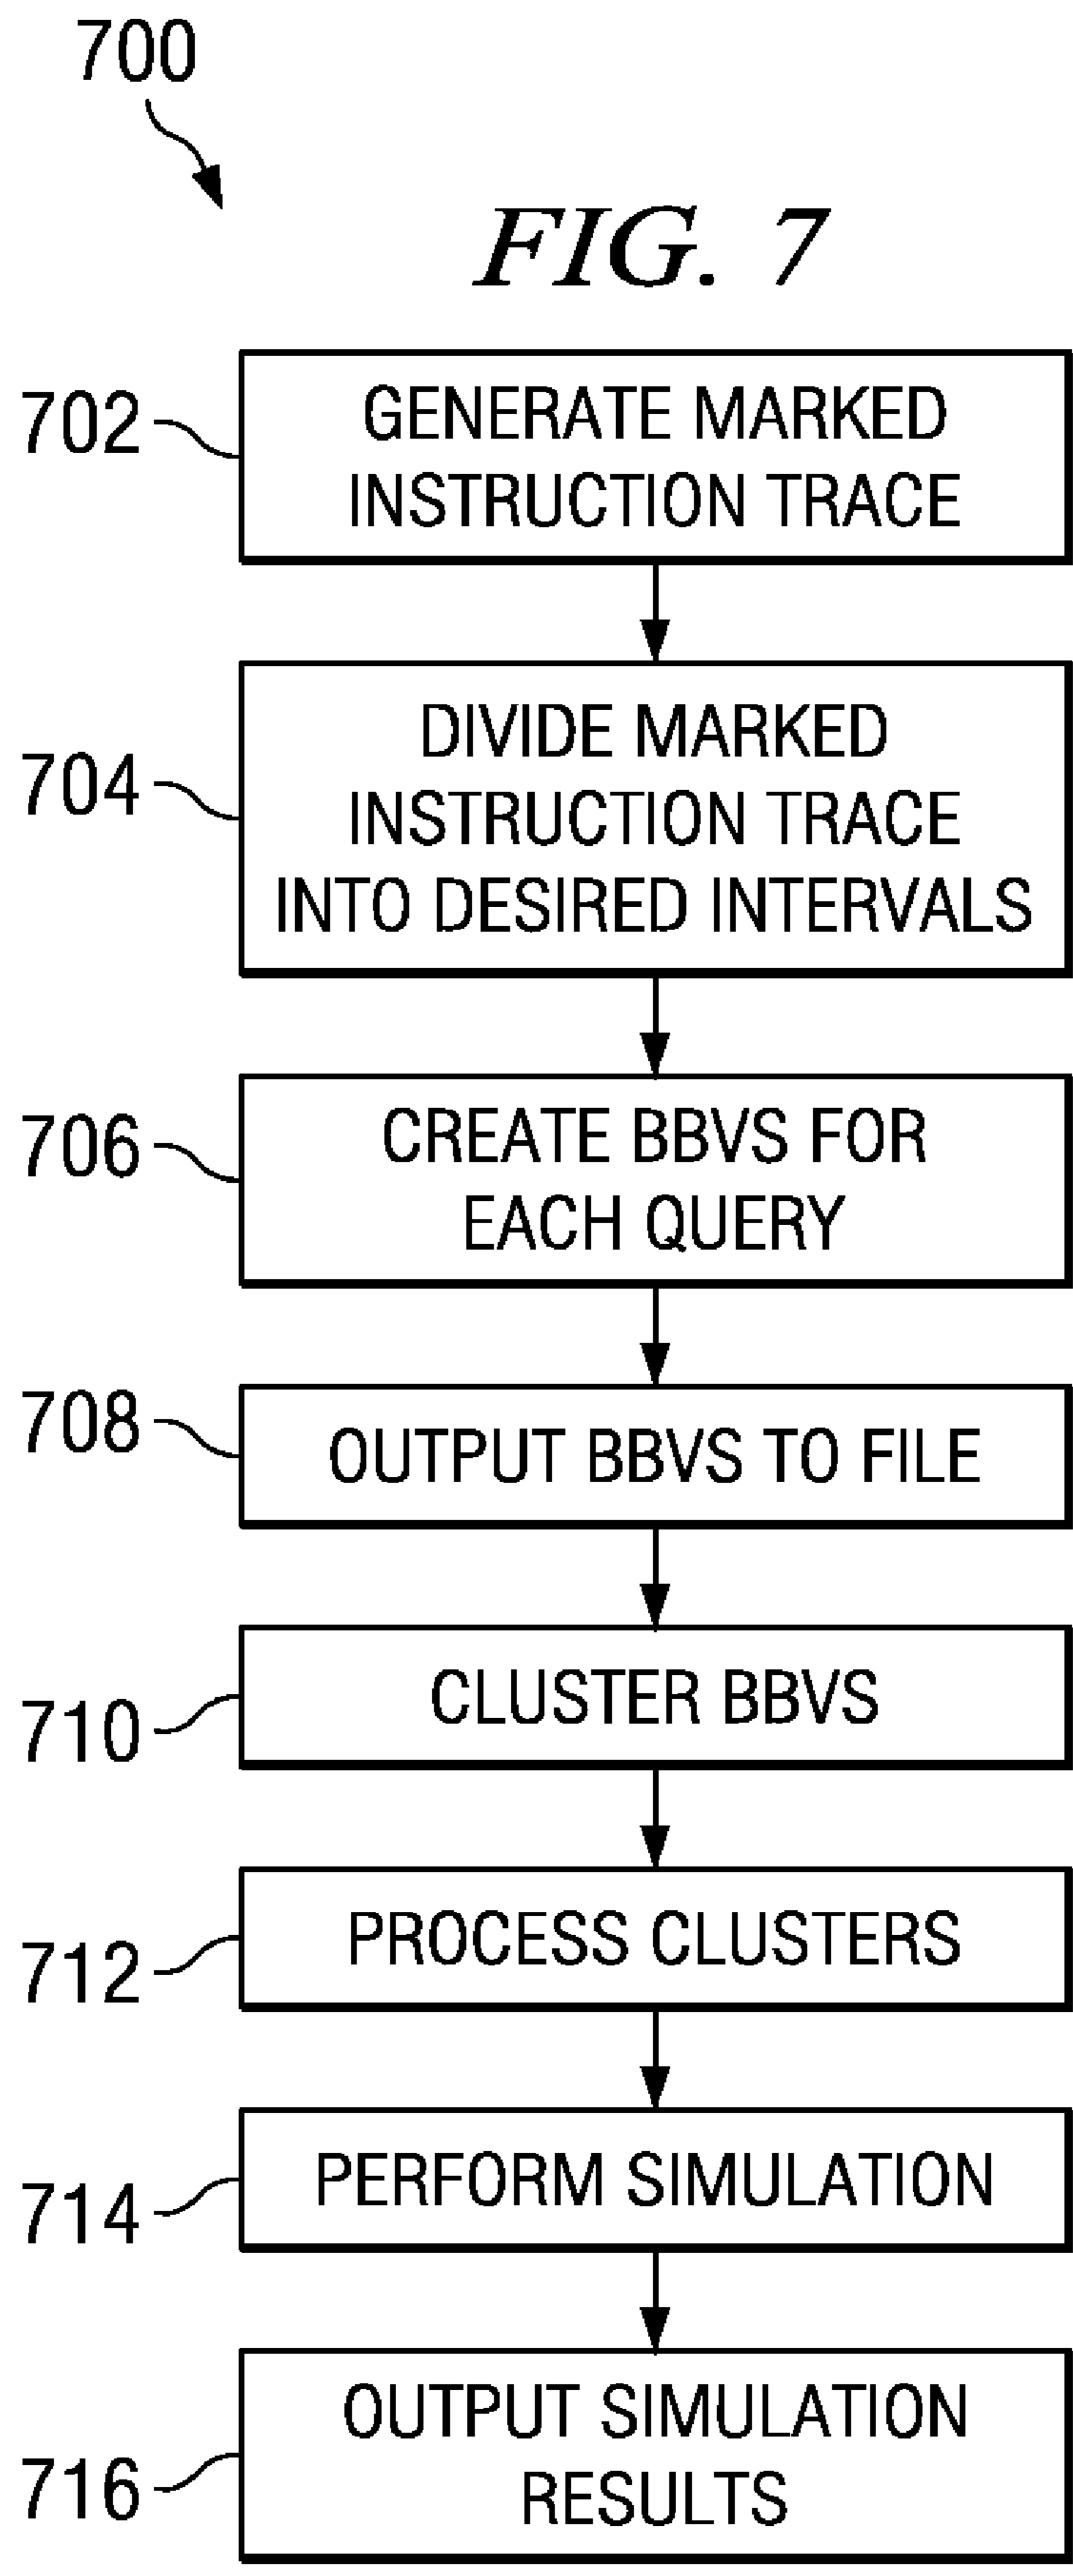 700
FIG. 7
702
GENERATE MARKED
INSTRUCTION TRACE
704
DIVIDE MARKED
INSTRUCTION TRACE
INTO DESIRED INTERVALS
706
CREATE BBVS FOR
EACH QUERY
708
OUTPUT BBVS TO FILE
710
CLUSTER BBVS
712
PROCESS CLUSTERS
714
PERFORM SIMULATION
716
OUTPUT SIMULATION
RESULTS